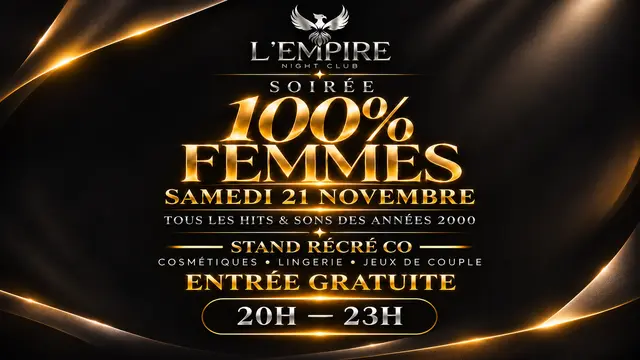 L'EMPIRE
NIGHT CLUB
SOIRÉE
100%
FEMMES
SAMEDI 21 NOVEMBRE
TOUS LES HITS & SONS DES ANNÉES 2000
STAND RÉCRÉ CO
COSMÉTIQUES • LINGERIE • JEUX DE COUPLE
ENTRÉE GRATUITE
20H — 23H